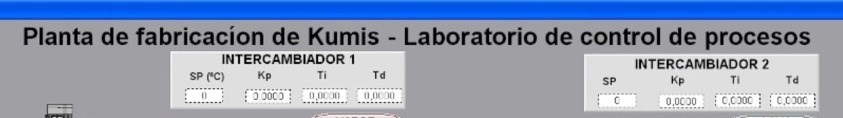 Planta de fabricacíon de Kumis - Laboratorio de control de procesos
INTERCAMBIADOR 1
SP (ºC) Kp Ti Td
0 0.0000 0,0000 0,0000
INTERCAMBIADOR 2
SP Kp Ti Td
0 0,0000 0,0000 0,0000